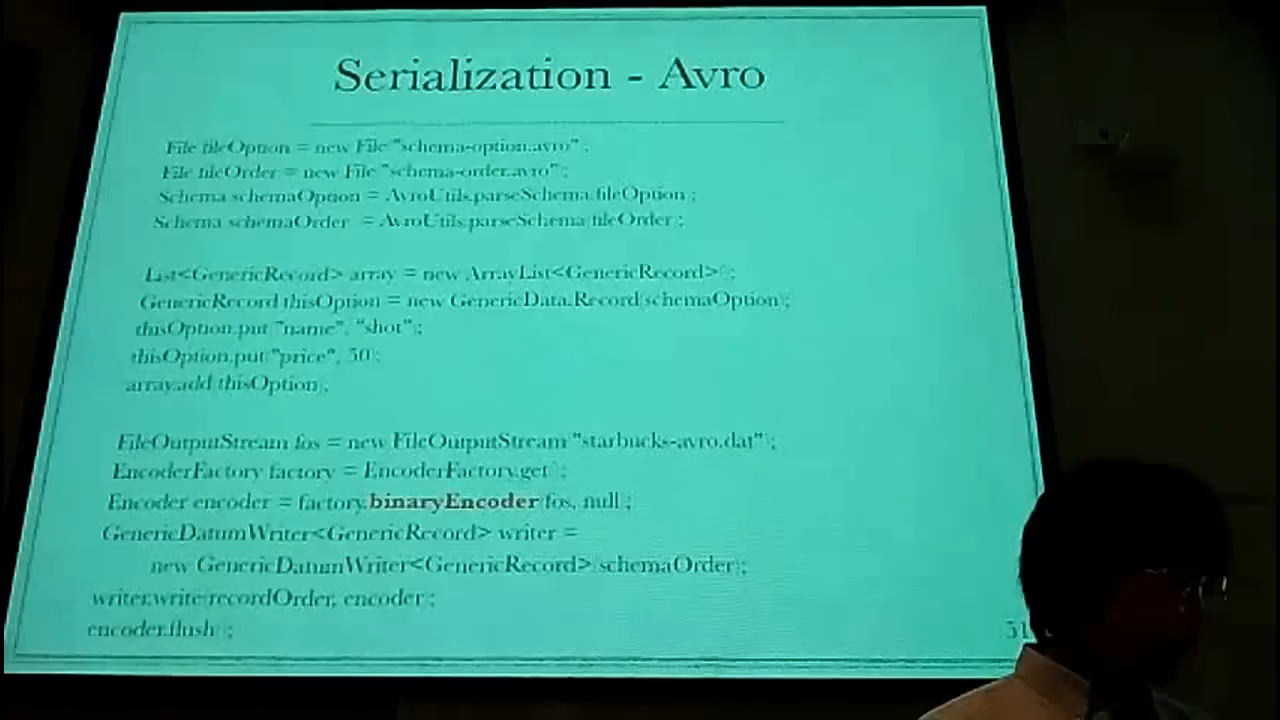 Serialization - Avro
File fileOption = new File("schema-option.avro");
File fileOrder = new File("schema-order.avro");
Schema schemaOption = AvroUtils.parseSchema(fileOption);
Schema schemaOrder = AvroUtils.parseSchema(fileOrder);
List<GenericRecord> array = new ArrayList<GenericRecord>();
GenericRecord thisOption = new GenericData.Record(schemaOption);
thisOption.put("name", "shot");
thisOption.put("price", 50);
array.add(thisOption);
FileOutputStream fos = new FileOutputStream("starbucks-avro.dat");
EncoderFactory factory = EncoderFactory.get();
Encoder encoder = factory.binaryEncoder(fos, null);
GenericDatumWriter<GenericRecord> writer =
new GenericDatumWriter<GenericRecord>(schemaOrder);
writer.write(recordOrder, encoder);
encoder.flush();
51